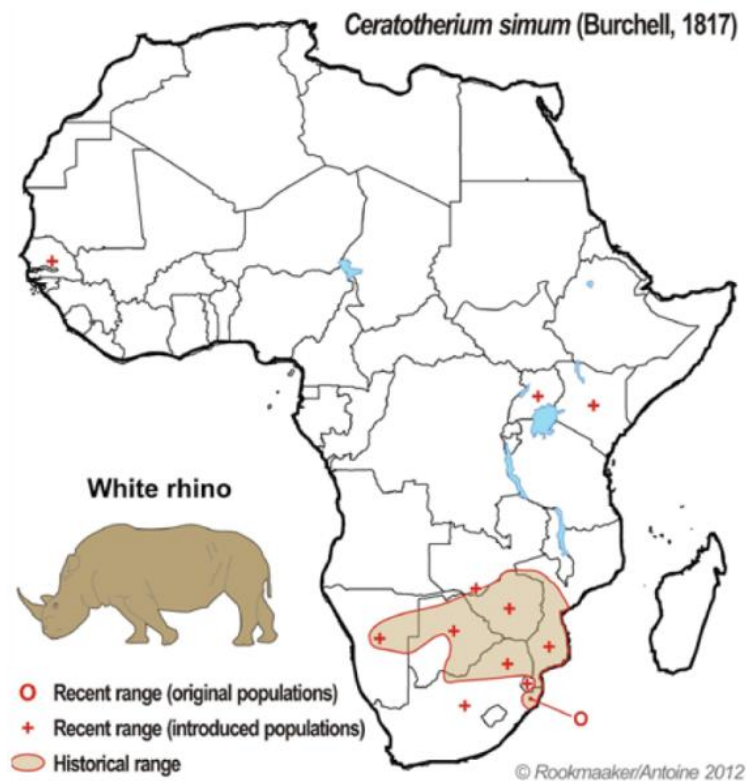 Ceratotherium simum (Burchell, 1817)
White rhino
O Recent range (original populations)
+ Recent range (introduced populations)
Historical range
O
© Rookmaaker/Antoine 2012